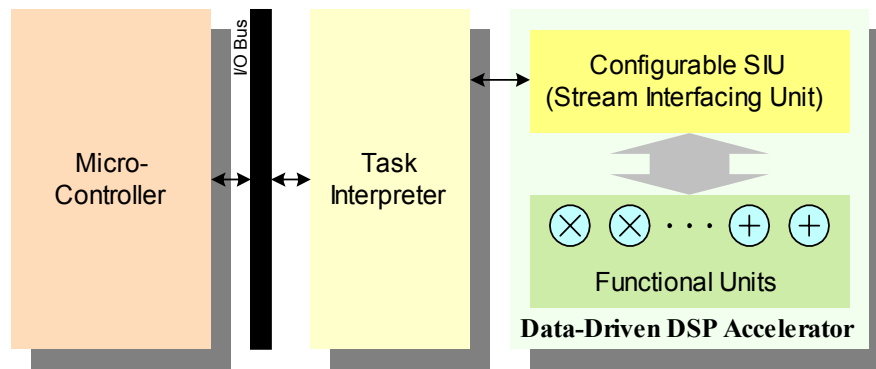 Micro-
Controller
I/O Bus
Task
Interpreter
Configurable SIU
(Stream Interfacing Unit)
× × · · · + +
Functional Units
Data-Driven DSP Accelerator